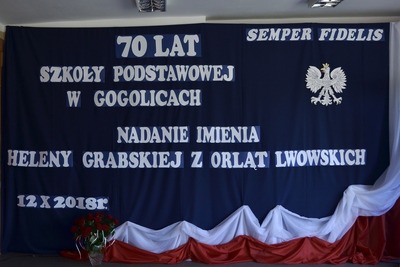 SEMPER FIDELIS
70 LAT
SZKOŁY PODSTAWOWEJ
W GOGOLICACH
NADANIE IMIENIA
HELENY GRABSKIEJ Z ORLĄT LWOWSKICH
12 X 2018r.